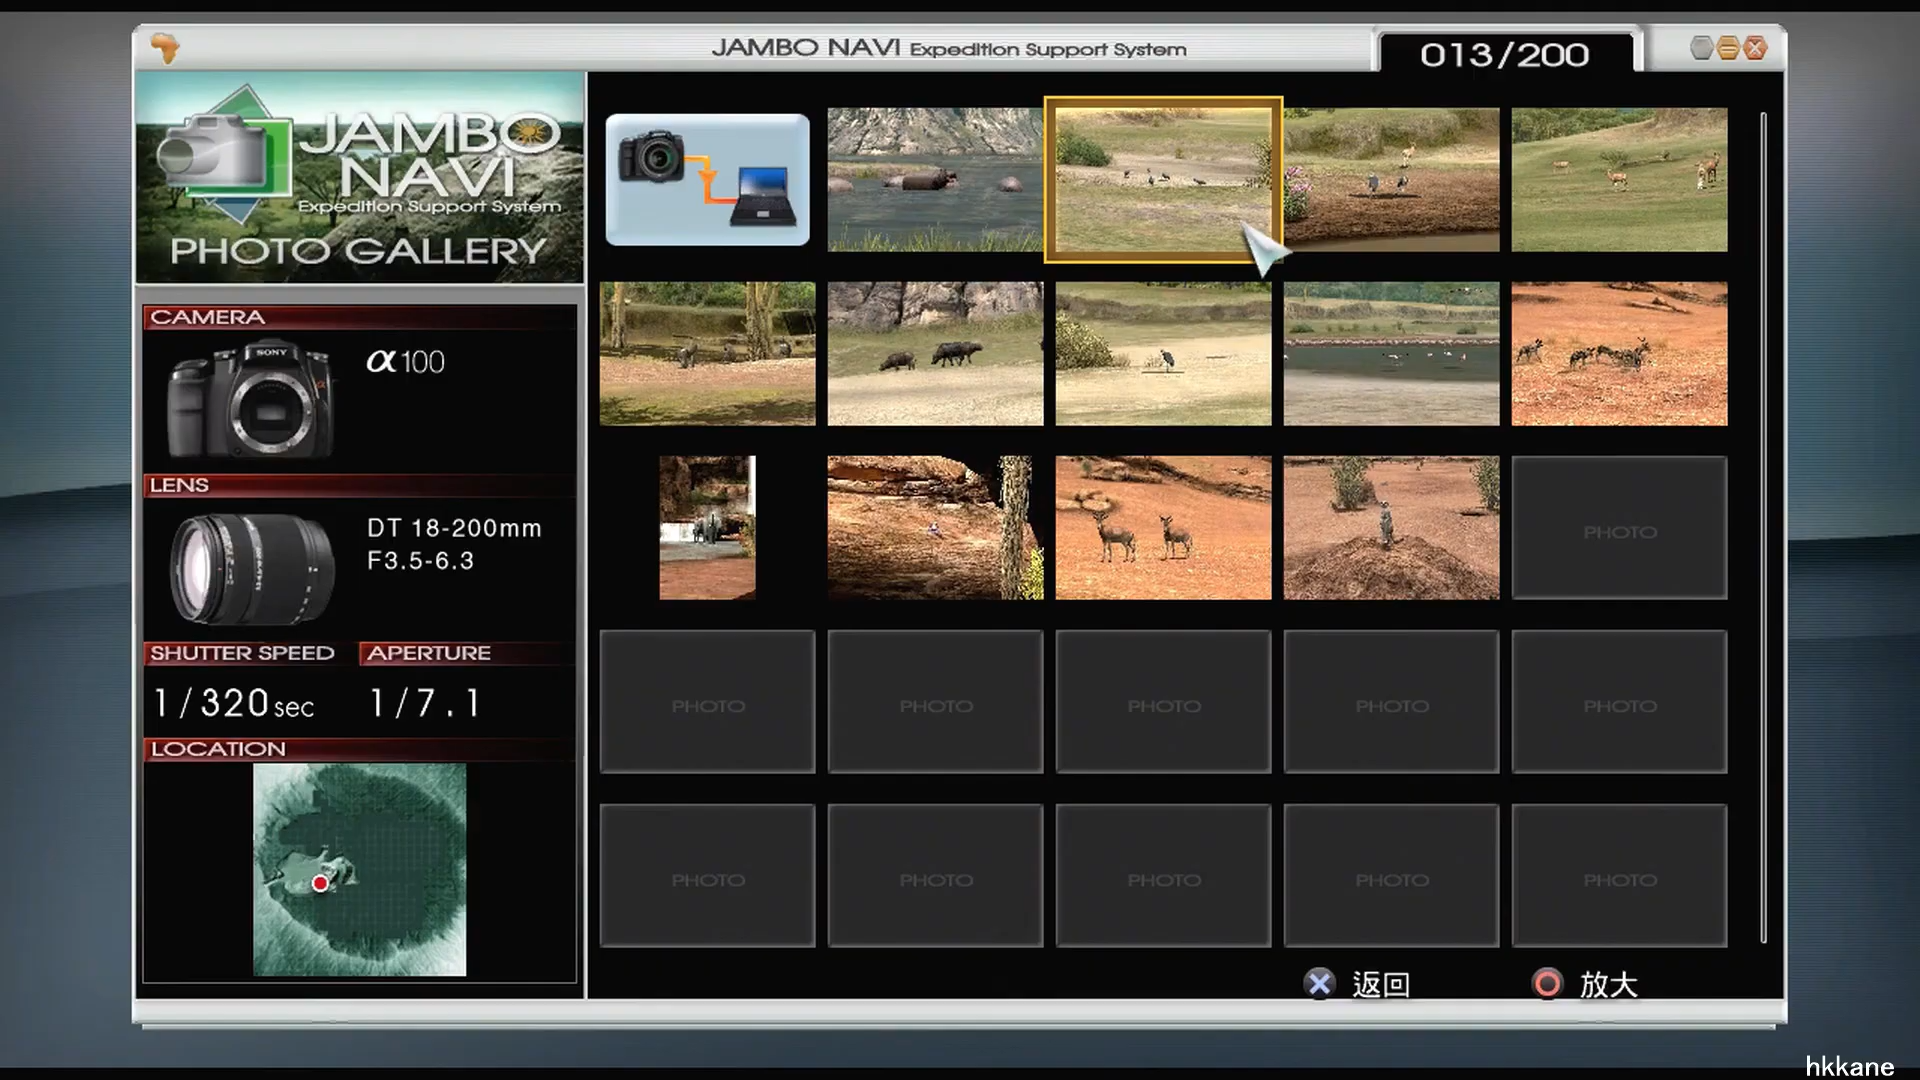 JAMBO NAVI Expedition Support System
013/200
JAMBO
NAVI
Expedition Support System
PHOTO GALLERY
CAMERA
SONY
α100
LENS
DT 18-200mm
F3.5-6.3
SHUTTER SPEED
APERTURE
1/320sec
1/7.1
LOCATION
PHOTO
PHOTO
PHOTO
PHOTO
PHOTO
PHOTO
PHOTO
PHOTO
PHOTO
PHOTO
PHOTO
返回
放大
hkkane